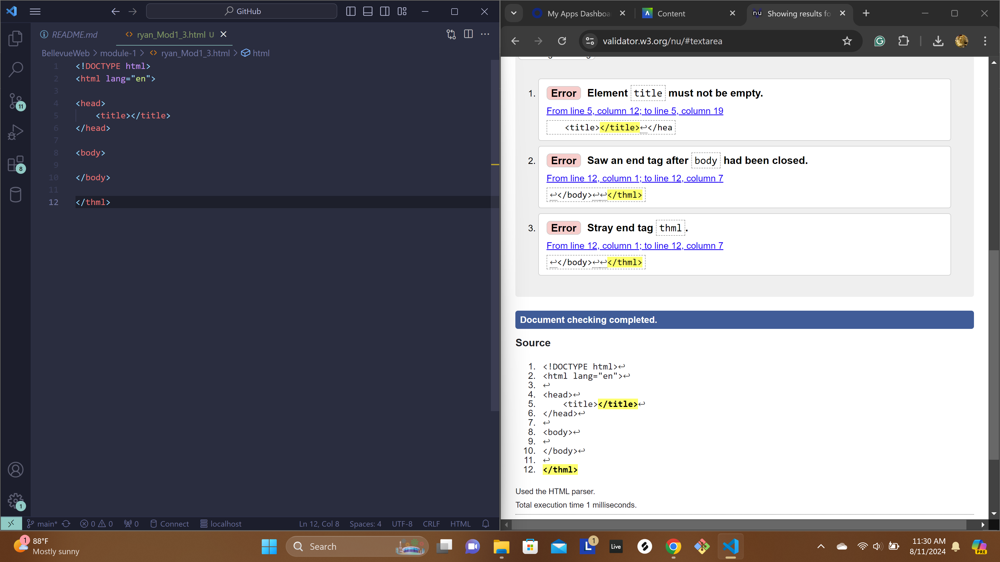 GitHub
README.md
ryan_Mod1_3.html U
BellevueWeb > module-1 > ryan_Mod1_3.html > html
1 <!DOCTYPE html>
2 <html lang="en">
3
4 <head>
5 <title></title>
6 </head>
7
8 <body>
9
10 </body>
11
12 </thml>
11
8
1
main*
0 0
0
Connect
localhost
Ln 12, Col 8
Spaces: 4
UTF-8
CRLF
HTML
My Apps Dashboa
Content
nu Showing results fo
validator.w3.org/nu/#textarea
1. Error Element title must not be empty.
From line 5, column 12; to line 5, column 19
<title></title>↩</hea
2. Error Saw an end tag after body had been closed.
From line 12, column 1; to line 12, column 7
↩</body>↩↩</thml>
3. Error Stray end tag thml.
From line 12, column 1; to line 12, column 7
↩</body>↩↩</thml>
Document checking completed.
Source
1. <!DOCTYPE html>↩
2. <html lang="en">↩
3. ↩
4. <head>↩
5. <title></title>↩
6. </head>↩
7. ↩
8. <body>↩
9. ↩
10. </body>↩
11. ↩
12. </thml>
Used the HTML parser.
Total execution time 1 milliseconds.
1
88°F
Mostly sunny
Search
L 1
Live
11:30 AM
8/11/2024
PRE